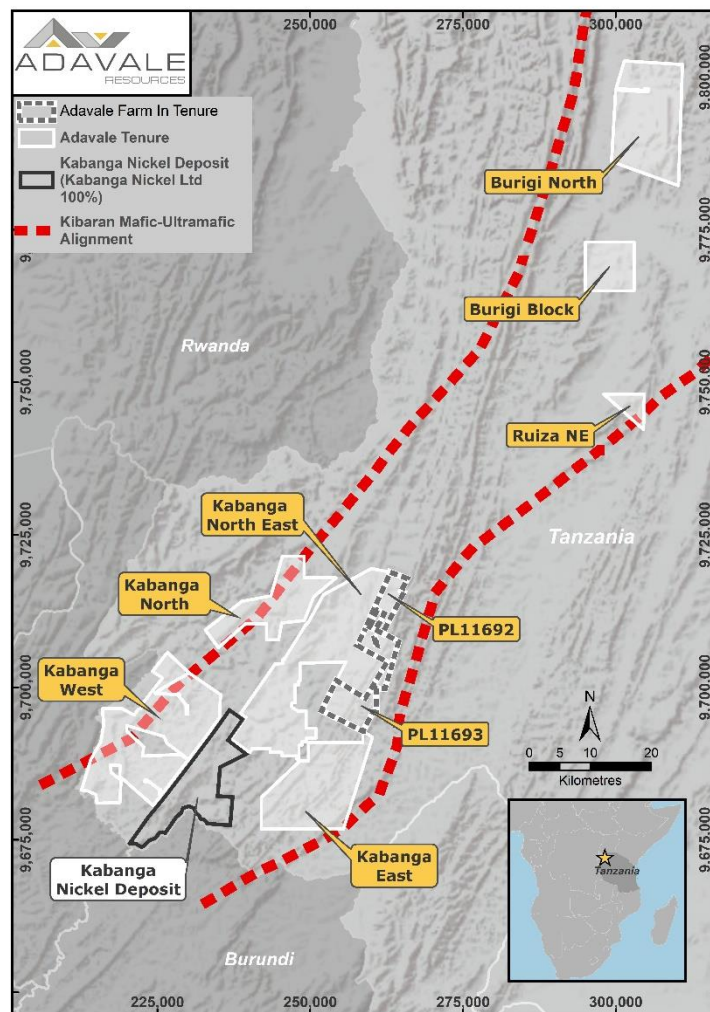 250,000
275,000
300,000
ADAVALE
RESOURCES
Adavale Farm In Tenure
Adavale Tenure
Kabanga Nickel Deposit
(Kabanga Nickel Ltd
100%)
Kibaran Mafic-Ultramafic
Alignment
9,800,000
Burigi North
9,775,000
Burigi Block
Rwanda
9,750,000
9,750,000
Ruiza NE
Kabanga
North East
Tanzania
9,725,000
9,725,000
Kabanga
North
PL11692
Kabanga
West
9,700,000
9,700,000
PL11693
N
0 10 20
Kilometres
9,675,000
9,675,000
Kabanga
Nickel Deposit
Kabanga
East
Tanzania
Burundi
225,000
250,000
275,000
300,000